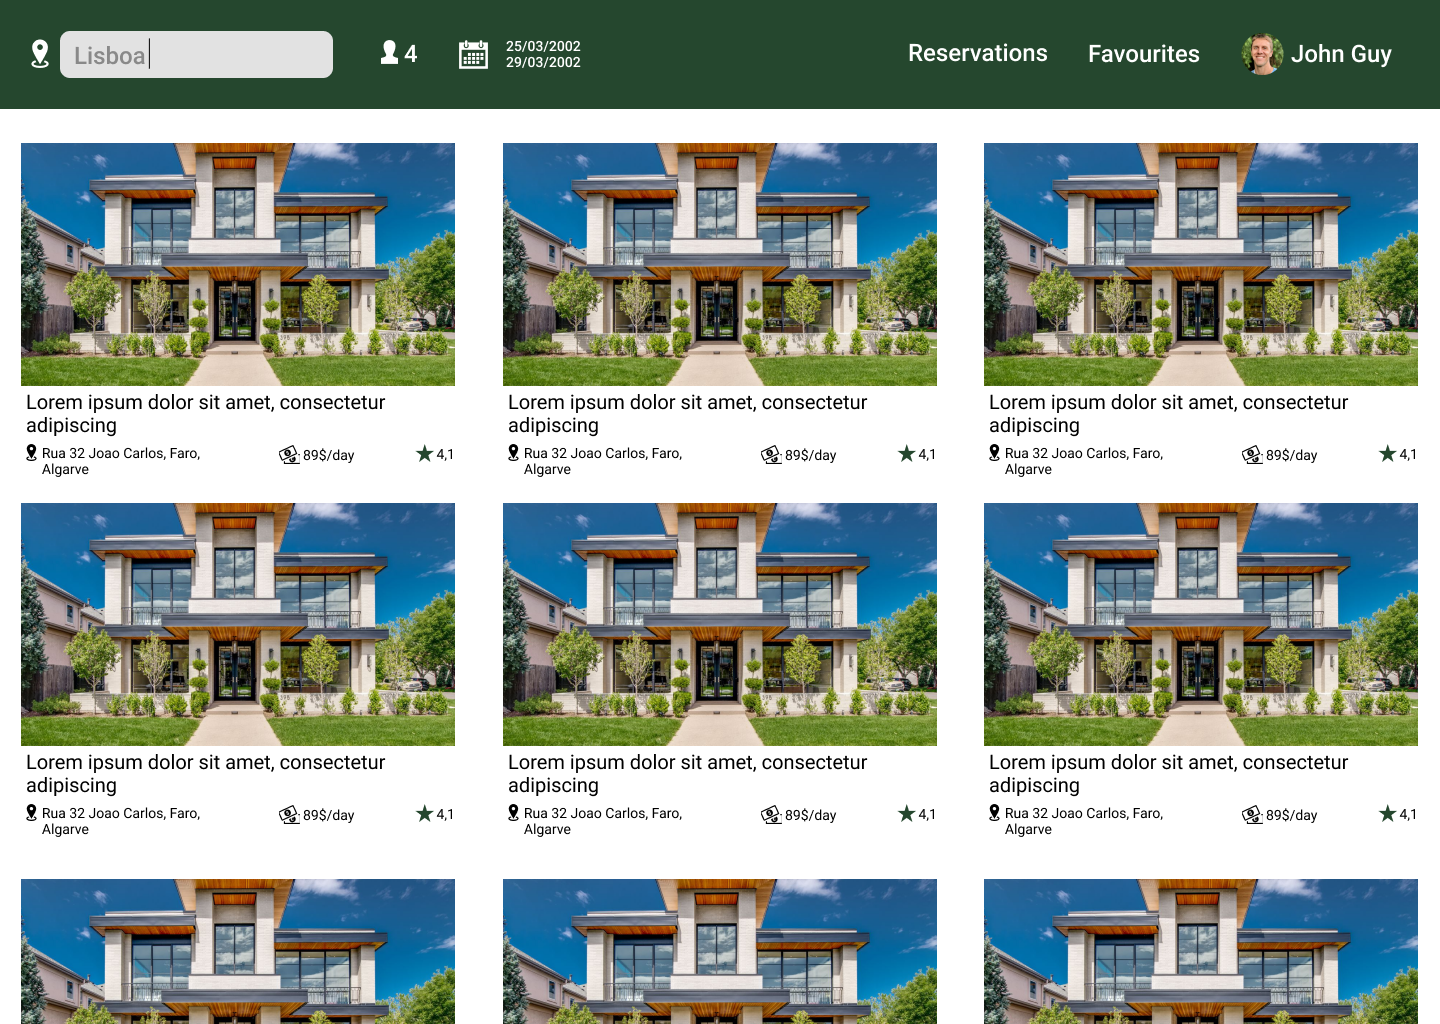 Lisboa
4
25/03/2002
29/03/2002
Reservations
Favourites
John Guy
Lorem ipsum dolor sit amet, consectetur
adipiscing
Rua 32 Joao Carlos, Faro,
Algarve
89$/day
4,1
Lorem ipsum dolor sit amet, consectetur
adipiscing
Rua 32 Joao Carlos, Faro,
Algarve
89$/day
4,1
Lorem ipsum dolor sit amet, consectetur
adipiscing
Rua 32 Joao Carlos, Faro,
Algarve
89$/day
4,1
Lorem ipsum dolor sit amet, consectetur
adipiscing
Rua 32 Joao Carlos, Faro,
Algarve
89$/day
4,1
Lorem ipsum dolor sit amet, consectetur
adipiscing
Rua 32 Joao Carlos, Faro,
Algarve
89$/day
4,1
Lorem ipsum dolor sit amet, consectetur
adipiscing
Rua 32 Joao Carlos, Faro,
Algarve
89$/day
4,1